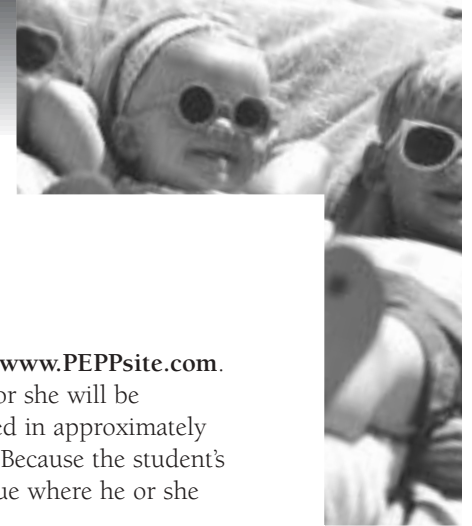 www.PEPPsite.com.
or she will be
ed in approximately
Because the student's
ue where he or she